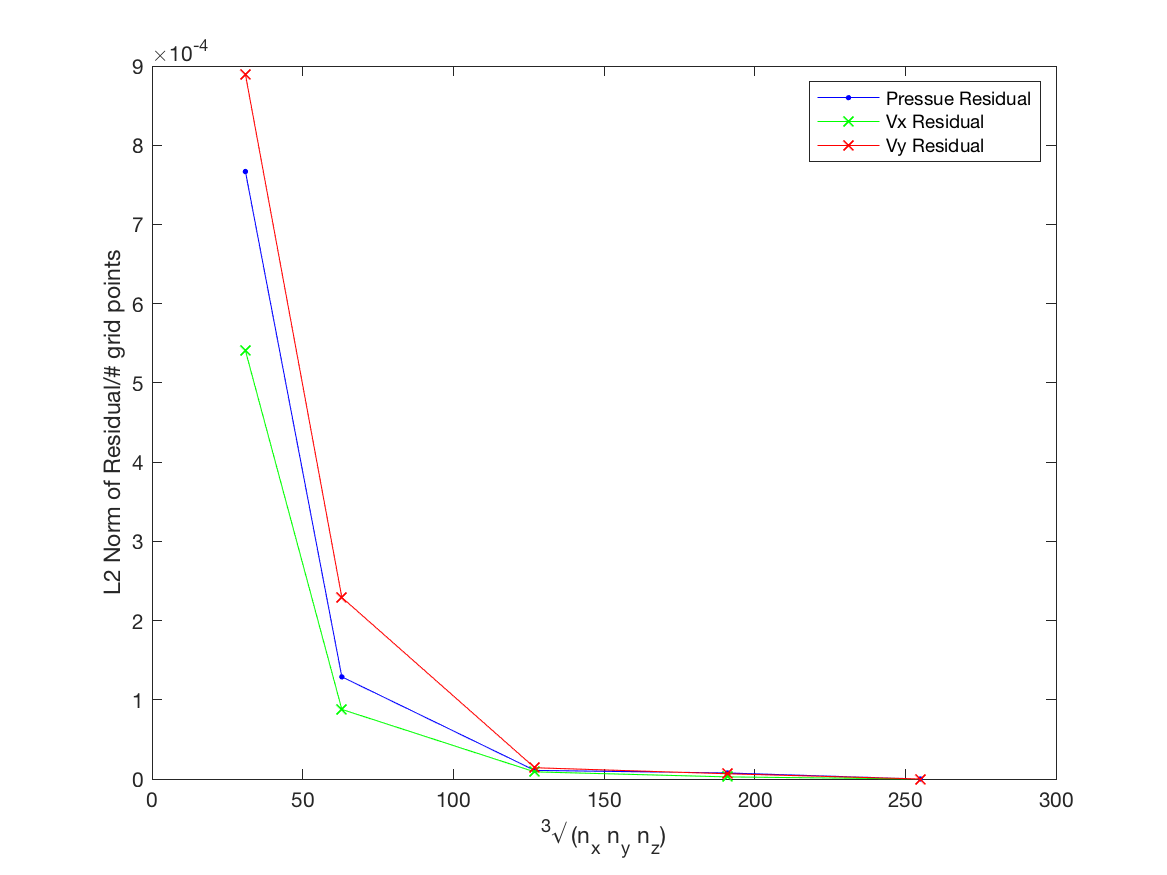 ×10-4
9
8
7
6
5
4
3
2
1
0
L2 Norm of Residual/# grid points
Pressue Residual
Vx Residual
Vy Residual
0 50 100 150 200 250 300
3√(nx ny nz)